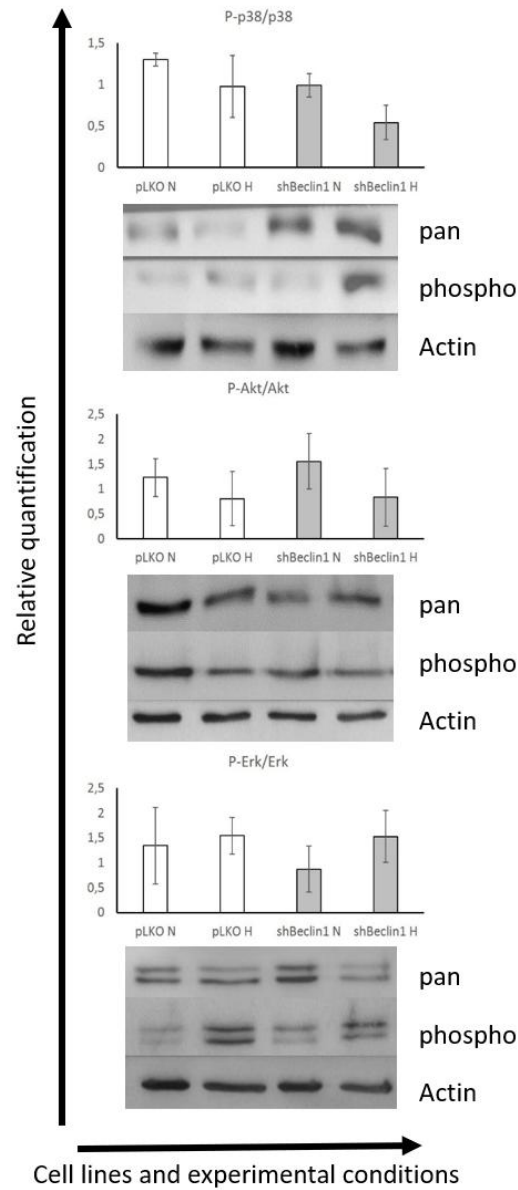 P-p38/p38
1,5
1
0,5
0
pLKO N pLKO H shBeclin1 N shBeclin1 H
pan
phospho
Actin
P-Akt/Akt
2,5
2
1,5
1
0,5
0
pLKO N pLKO H shBeclin1 N shBeclin1 H
pan
phospho
Actin
P-Erk/Erk
2,5
2
1,5
1
0,5
0
pLKO N pLKO H shBeclin1 N shBeclin1 H
pan
phospho
Actin
Relative quantification
Cell lines and experimental conditions